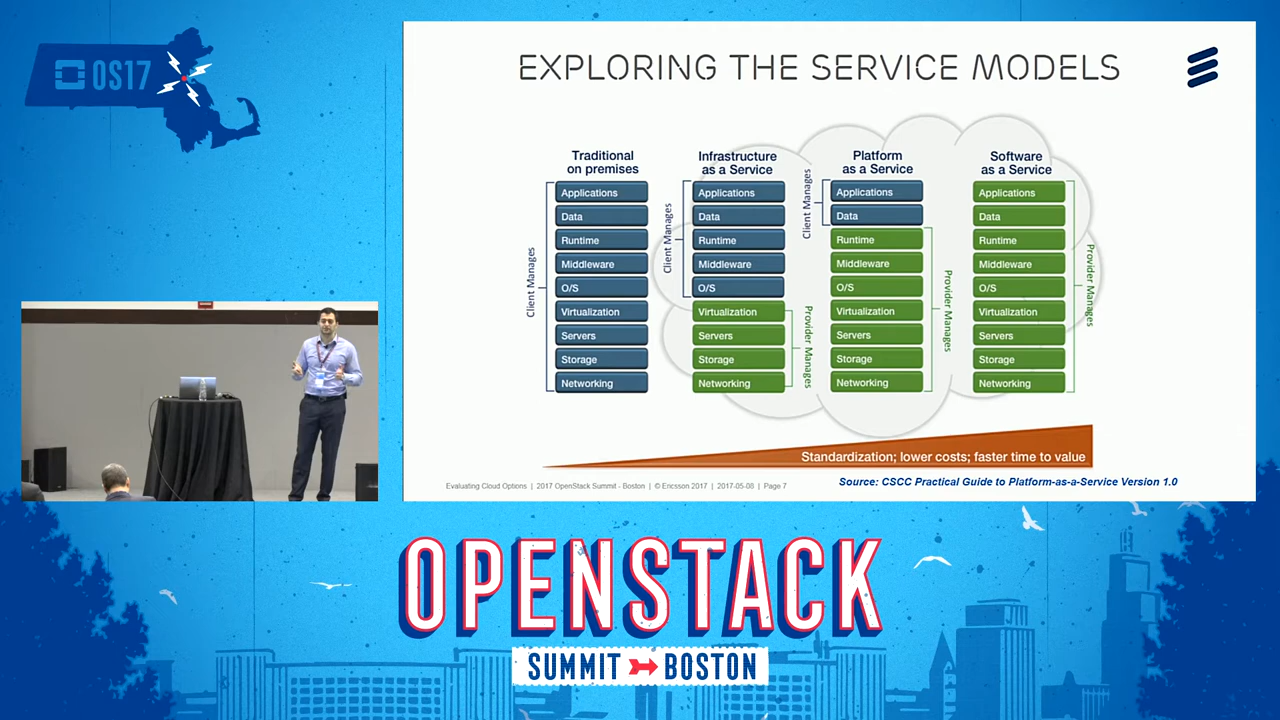 OS17
EXPLORING THE SERVICE MODELS
Traditional
on premises
Client Manages
Applications
Data
Runtime
Middleware
O/S
Virtualization
Servers
Storage
Networking
Infrastructure
as a Service
Client Manages
Applications
Data
Runtime
Middleware
O/S
Virtualization
Servers
Storage
Networking
Provider Manages
Platform
as a Service
Client Manages
Applications
Data
Runtime
Middleware
O/S
Virtualization
Servers
Storage
Networking
Provider Manages
Software
as a Service
Applications
Data
Runtime
Middleware
O/S
Virtualization
Servers
Storage
Networking
Provider Manages
Standardization; lower costs; faster time to value
Evaluating Cloud Options | 2017 OpenStack Summit - Boston | © Ericsson 2017 | 2017-05-08 | Page 7
Source: CSCC Practical Guide to Platform-as-a-Service Version 1.0
OPENSTACK
SUMMIT BOSTON